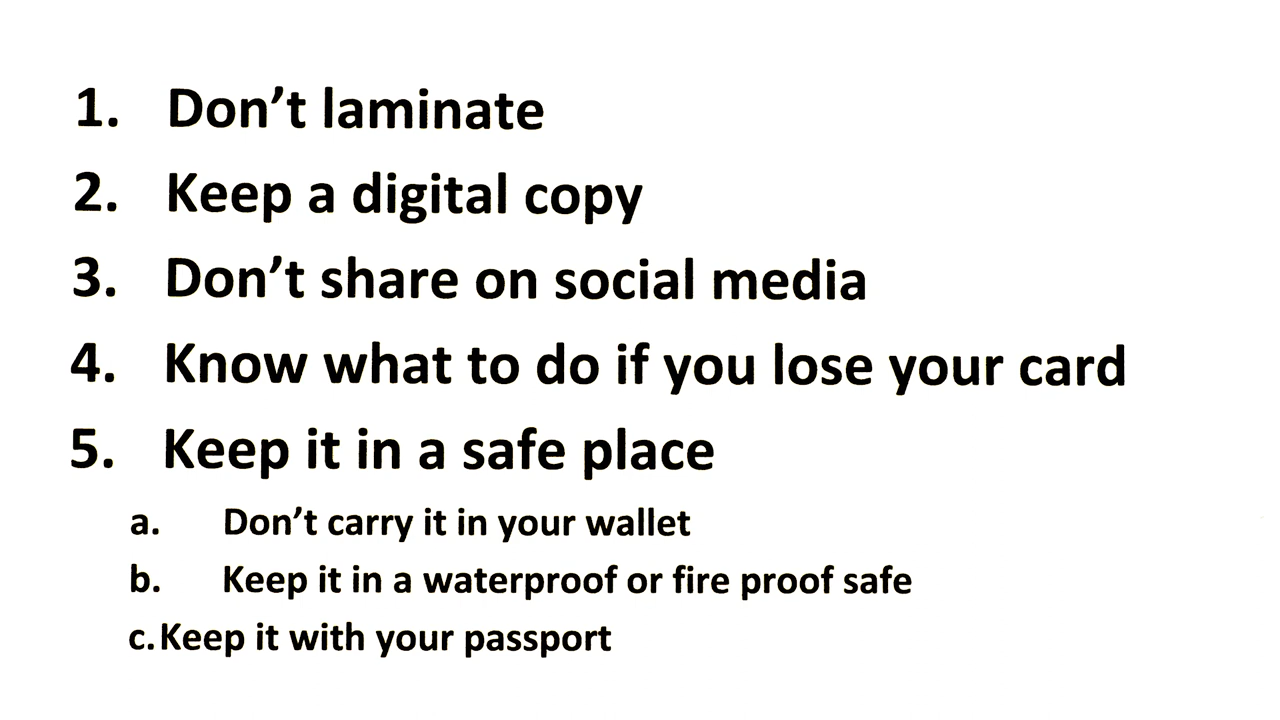 1. Don’t laminate
2. Keep a digital copy
3. Don’t share on social media
4. Know what to do if you lose your card
5. Keep it in a safe place
a. Don’t carry it in your wallet
b. Keep it in a waterproof or fire proof safe
c. Keep it with your passport